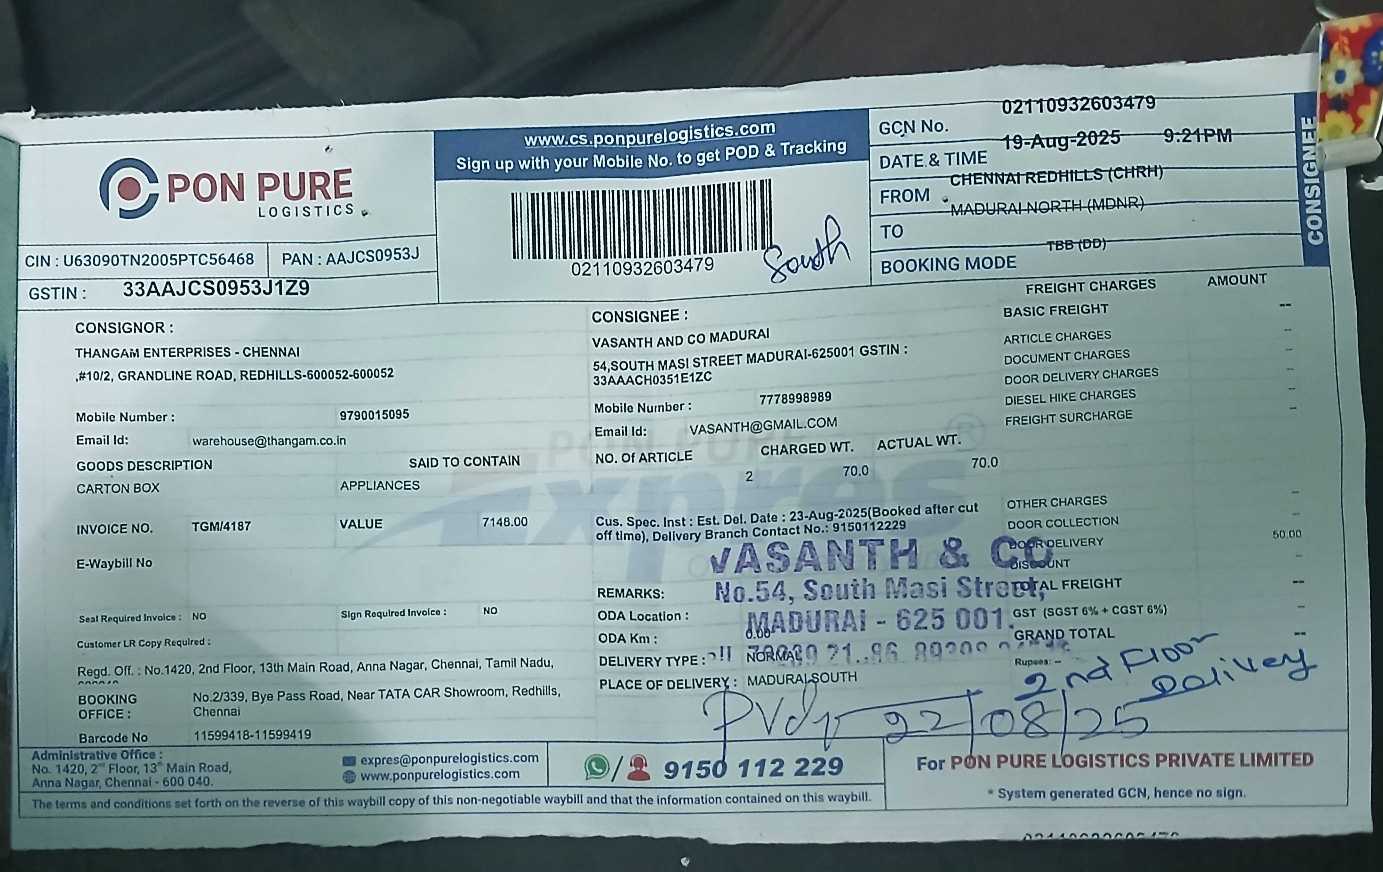 PON PURE
LOGISTICS
CIN : U63090TN2005PTC56468
PAN : AAJCS0953J
GSTIN : 33AAJCS0953J1Z9
www.cs.ponpurelogistics.com
Sign up with your Mobile No. to get POD & Tracking
02110932603479
South
GCN No. 02110932603479
DATE & TIME 19-Aug-2025 9:21PM
FROM CHENNAI REDHILLS (CHRH)
TO MADURAI NORTH (MDNR)
BOOKING MODE TBB (DD)
CONSIGNEE
CONSIGNOR :
THANGAM ENTERPRISES - CHENNAI
,#10/2, GRANDLINE ROAD, REDHILLS-600052-600052
Mobile Number : 9790015095
Email Id: warehouse@thangam.co.in
GOODS DESCRIPTION SAID TO CONTAIN
CARTON BOX APPLIANCES
INVOICE NO. TGM/4187 VALUE 7148.00
E-Waybill No
Seal Required Invoice : NO Sign Required Invoice : NO
Customer LR Copy Required :
Regd. Off. : No.1420, 2nd Floor, 13th Main Road, Anna Nagar, Chennai, Tamil Nadu,
BOOKING OFFICE : No.2/339, Bye Pass Road, Near TATA CAR Showroom, Redhills,
Chennai
Barcode No 11599418-11599419
CONSIGNEE :
VASANTH AND CO MADURAI
54,SOUTH MASI STREET MADURAI-625001 GSTIN :
33AAACH0351E1ZC
Mobile Number : 7778998989
Email Id: VASANTH@GMAIL.COM
NO. Of ARTICLE CHARGED WT. ACTUAL WT.
2 70.0 70.0
PON PURE
Expres
Cus. Spec. Inst : Est. Del. Date : 23-Aug-2025(Booked after cut
off time), Delivery Branch Contact No.: 9150112229
VASANTH & CO
No.54, South Masi Street,
MADURAI - 625 001.
REMARKS:
ODA Location :
ODA Km : 0.00
DELIVERY TYPE : NORMAL
PLACE OF DELIVERY : MADURAI SOUTH
FREIGHT CHARGES AMOUNT
BASIC FREIGHT --
ARTICLE CHARGES --
DOCUMENT CHARGES --
DOOR DELIVERY CHARGES --
DIESEL HIKE CHARGES --
FREIGHT SURCHARGE --
OTHER CHARGES --
DOOR COLLECTION --
DOOR DELIVERY 50.00
DISCOUNT --
TOTAL FREIGHT --
GST (SGST 6% + CGST 6%) --
GRAND TOTAL --
Rupees: --
2nd Floor
Delivery
22/08/25
Administrative Office :
No. 1420, 2nd Floor, 13th Main Road,
Anna Nagar, Chennai - 600 040.
expres@ponpurelogistics.com
www.ponpurelogistics.com
9150 112 229
For PON PURE LOGISTICS PRIVATE LIMITED
* System generated GCN, hence no sign.
The terms and conditions set forth on the reverse of this waybill copy of this non-negotiable waybill and that the information contained on this waybill.